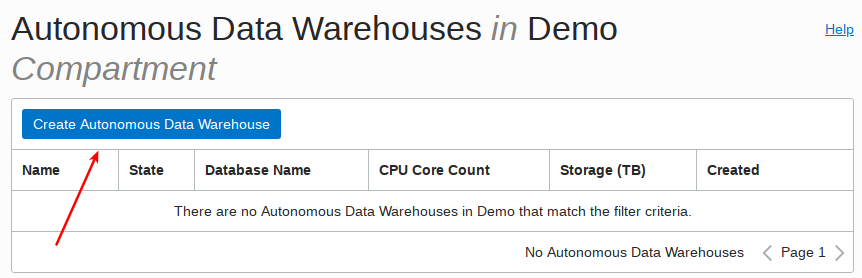 Autonomous Data Warehouses in Demo
Compartment
Help
Create Autonomous Data Warehouse
Name State Database Name CPU Core Count Storage (TB) Created
There are no Autonomous Data Warehouses in Demo that match the filter criteria.
No Autonomous Data Warehouses Page 1